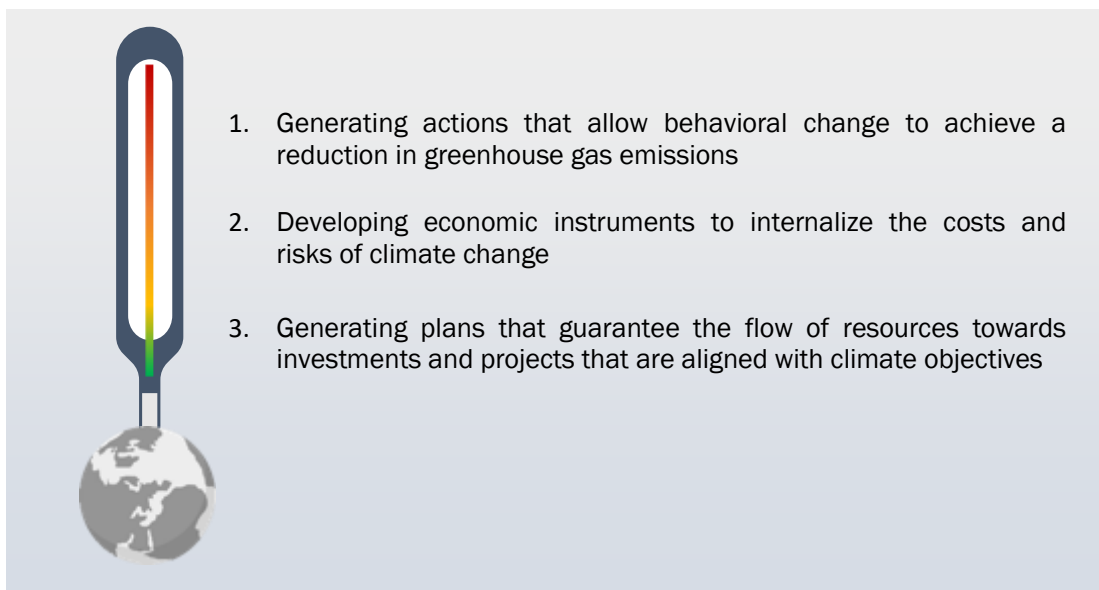 1. Generating actions that allow behavioral change to achieve a
reduction in greenhouse gas emissions
2. Developing economic instruments to internalize the costs and
risks of climate change
3. Generating plans that guarantee the flow of resources towards
investments and projects that are aligned with climate objectives